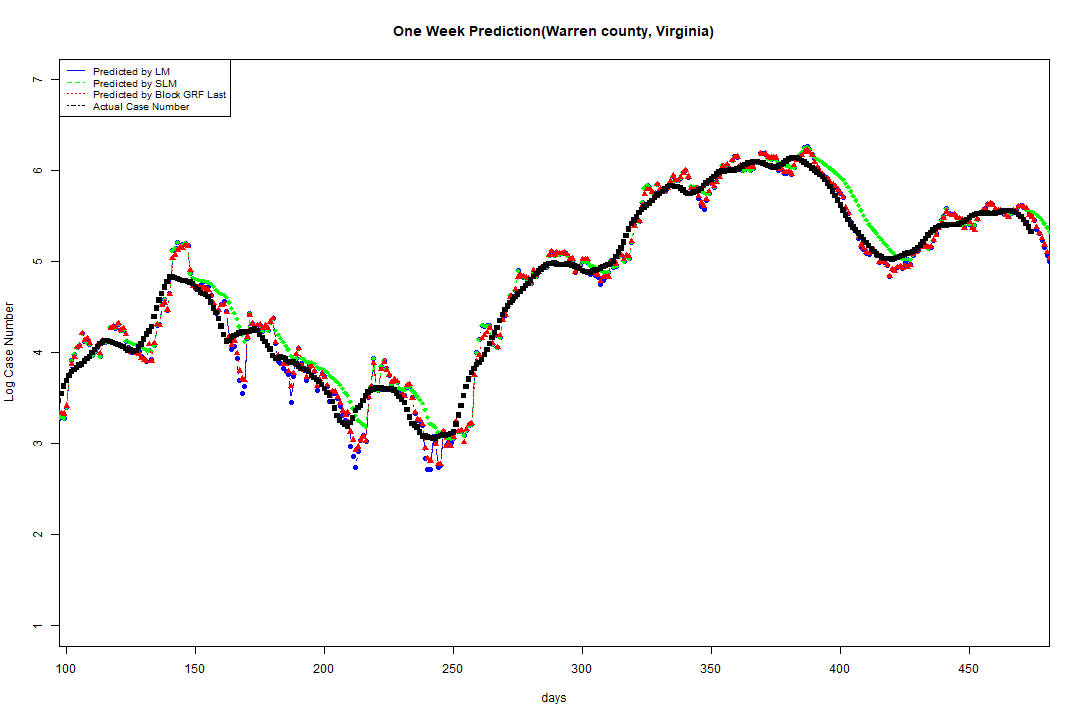 One Week Prediction(Warren county, Virginia)
Predicted by LM
Predicted by SLM
Predicted by Block GRF Last
Actual Case Number
7
6
5
4
3
2
1
Log Case Number
100 150 200 250 300 350 400 450
days